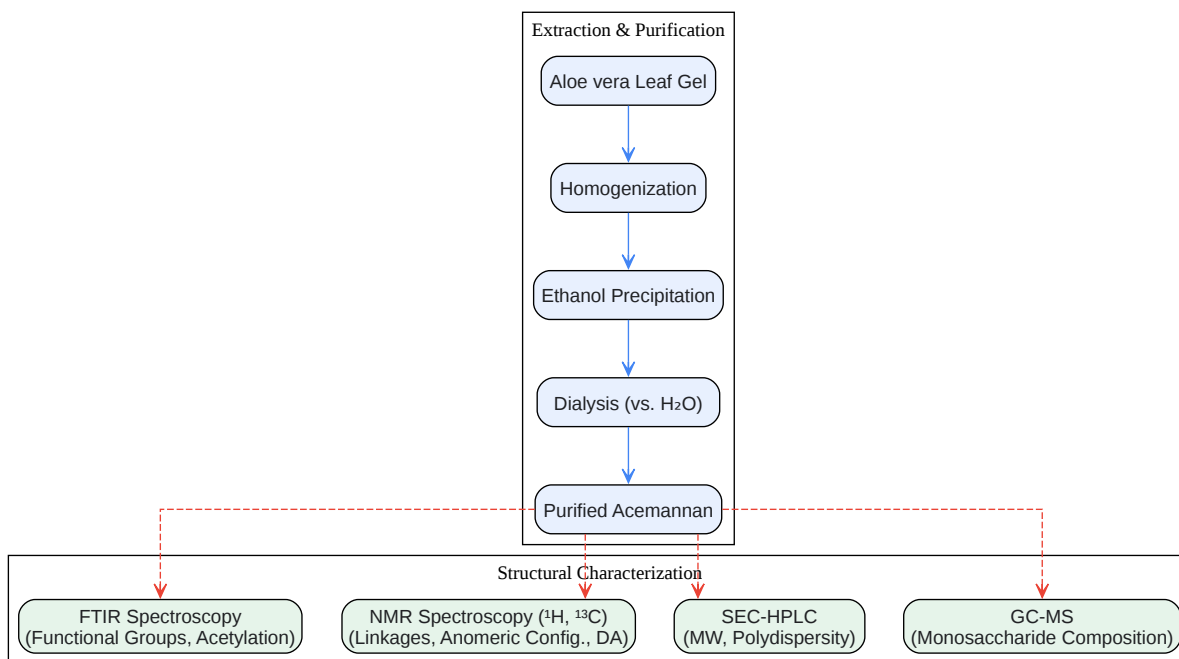 Extraction & Purification
Aloe vera Leaf Gel
Homogenization
Ethanol Precipitation
Dialysis (vs. H₂O)
Purified Acemannan
Structural Characterization
FTIR Spectroscopy
(Functional Groups, Acetylation)
NMR Spectroscopy (¹H, ¹³C)
(Linkages, Anomeric Config., DA)
SEC-HPLC
(MW, Polydispersity)
GC-MS
(Monosaccharide Composition)